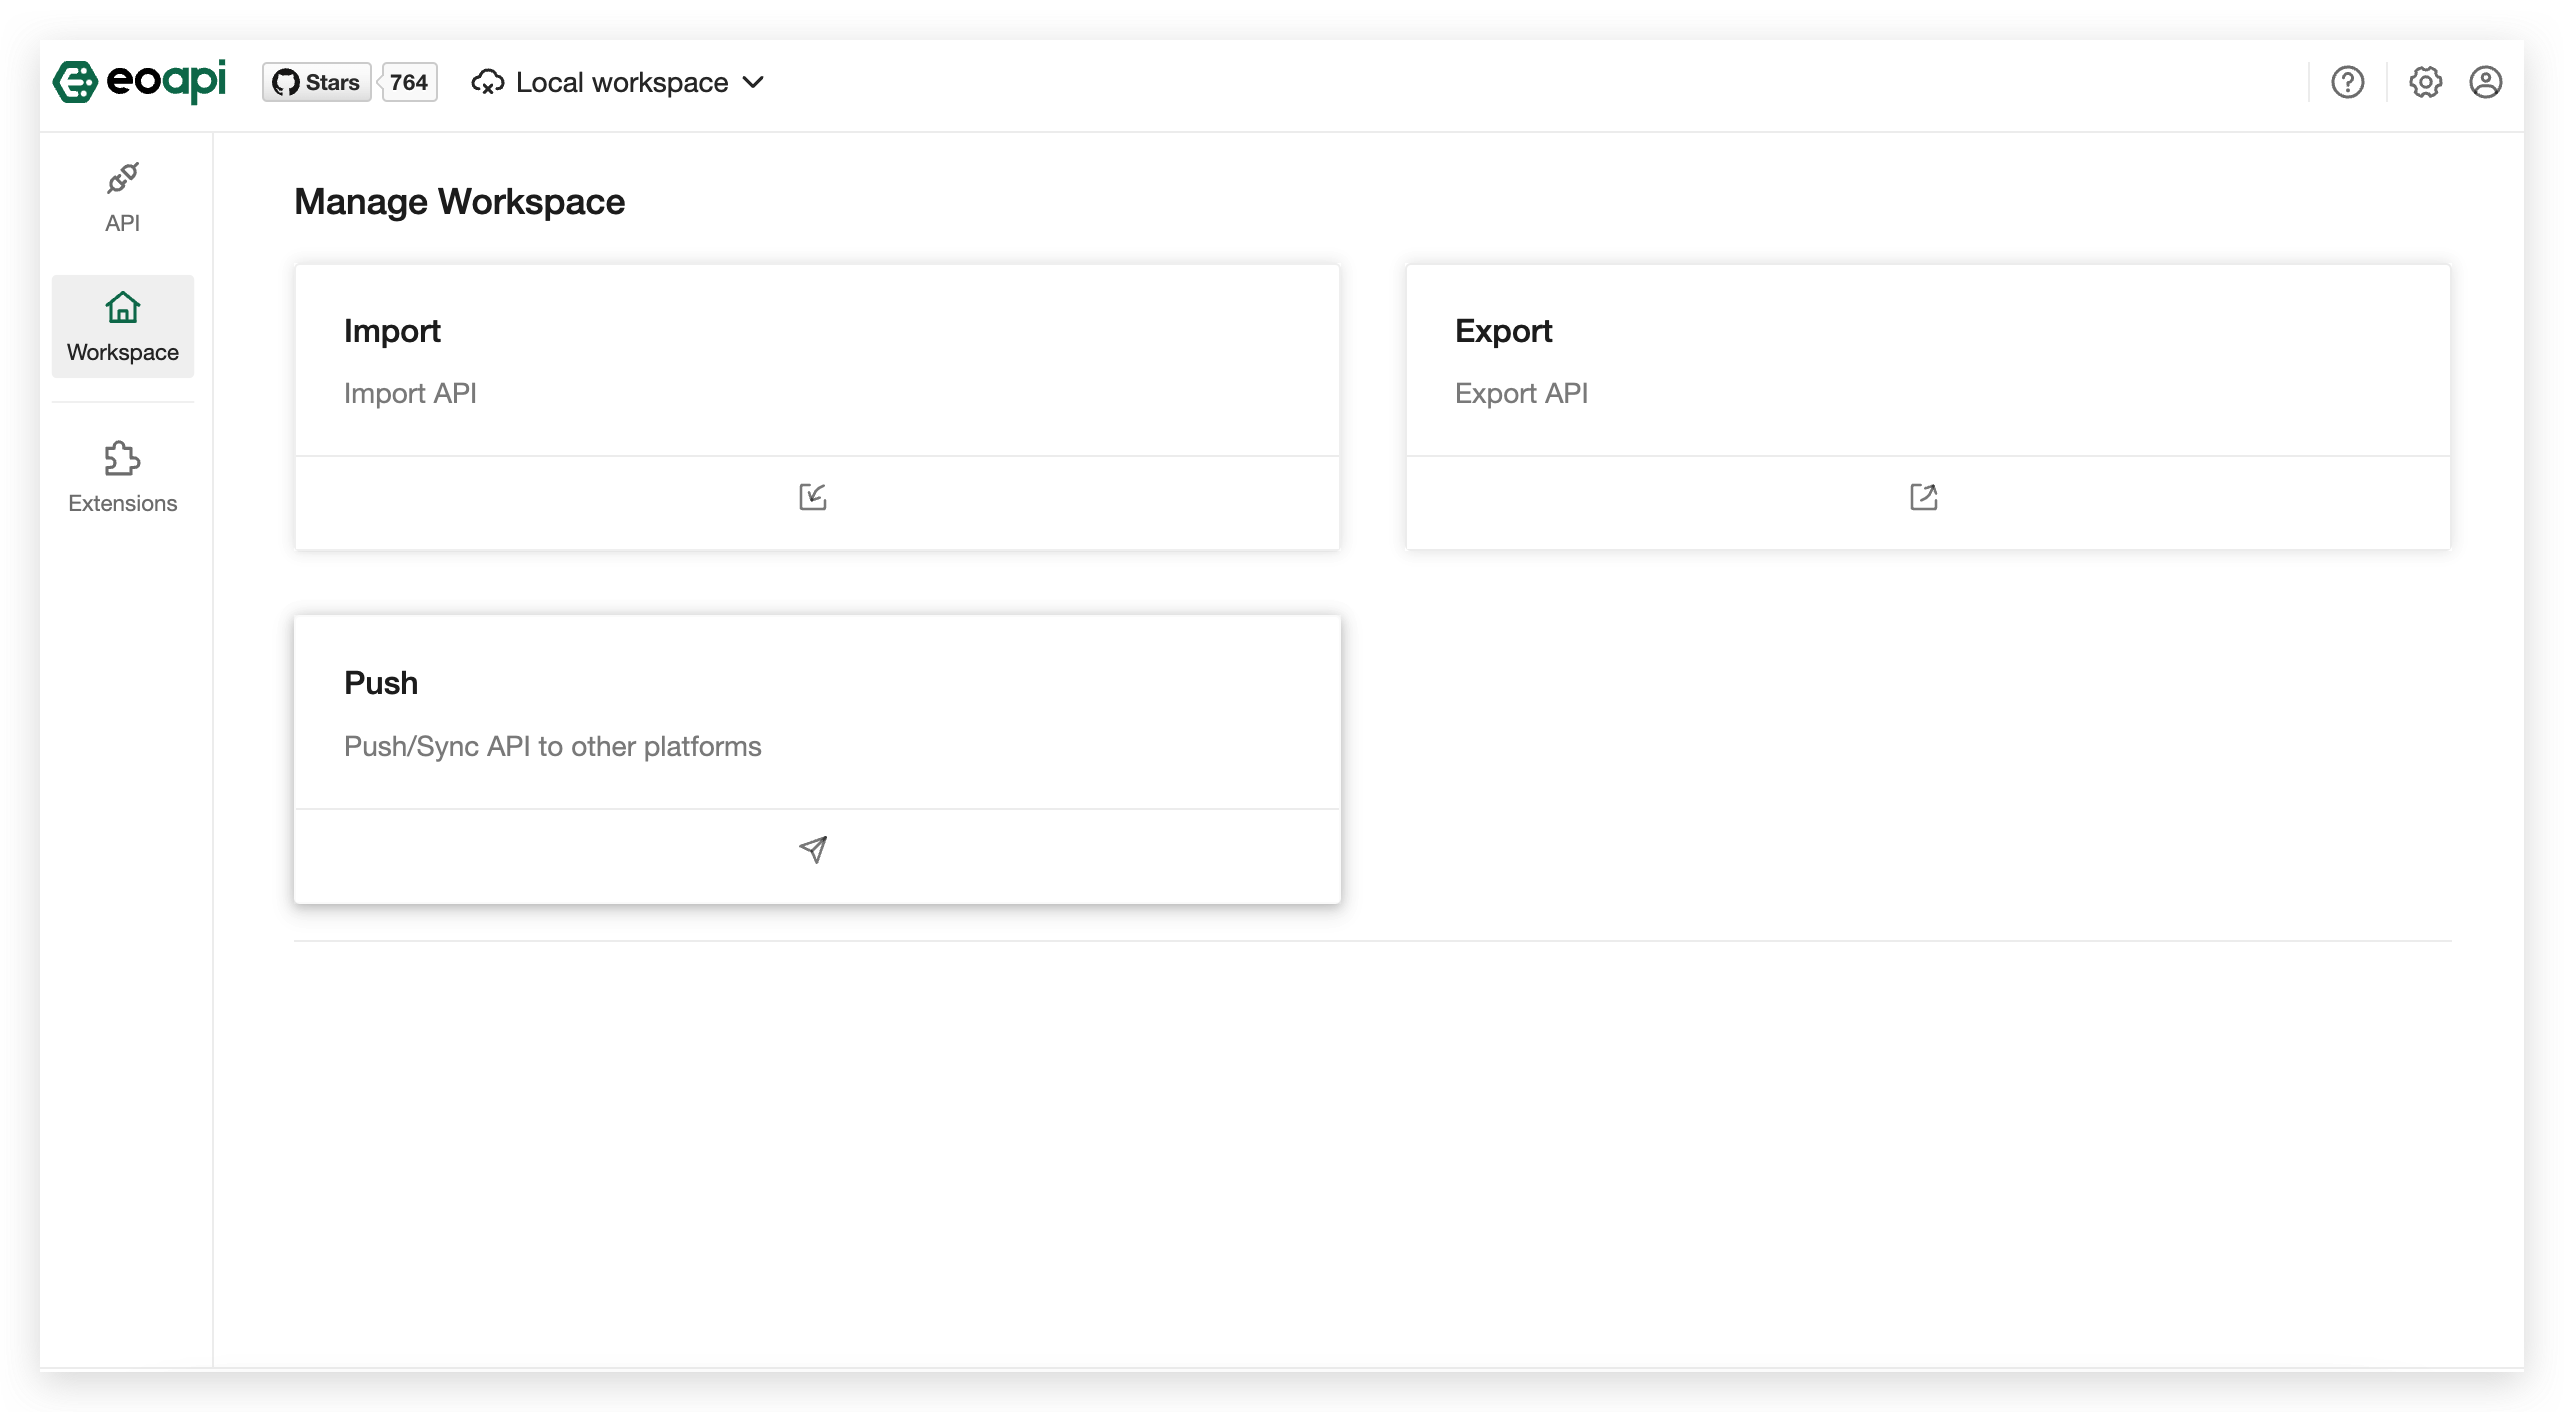 eoapi Stars 764 Local workspace
API
Workspace
Extensions
Manage Workspace
Import
Import API
Export
Export API
Push
Push/Sync API to other platforms